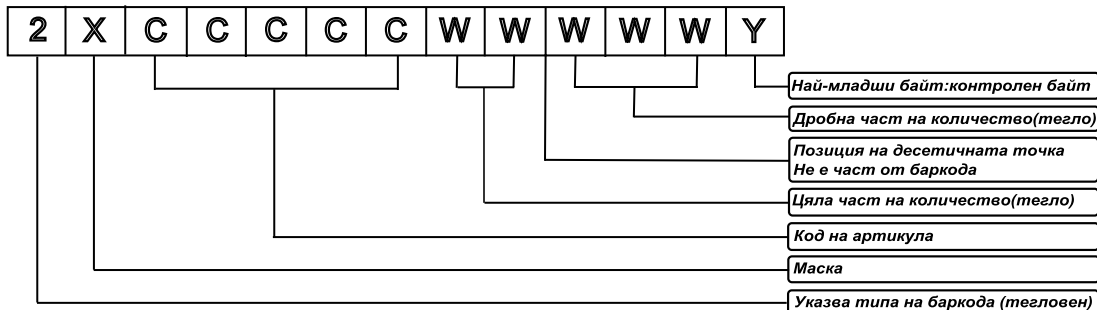 2 X C C C C C W W W W W Y
Най-младши байт:контролен байт
Дробна част на количество(тегло)
Позиция на десетичната точка
Не е част от баркода
Цяла част на количество(тегло)
Код на артикула
Маска
Указва типа на баркода (тегловен)